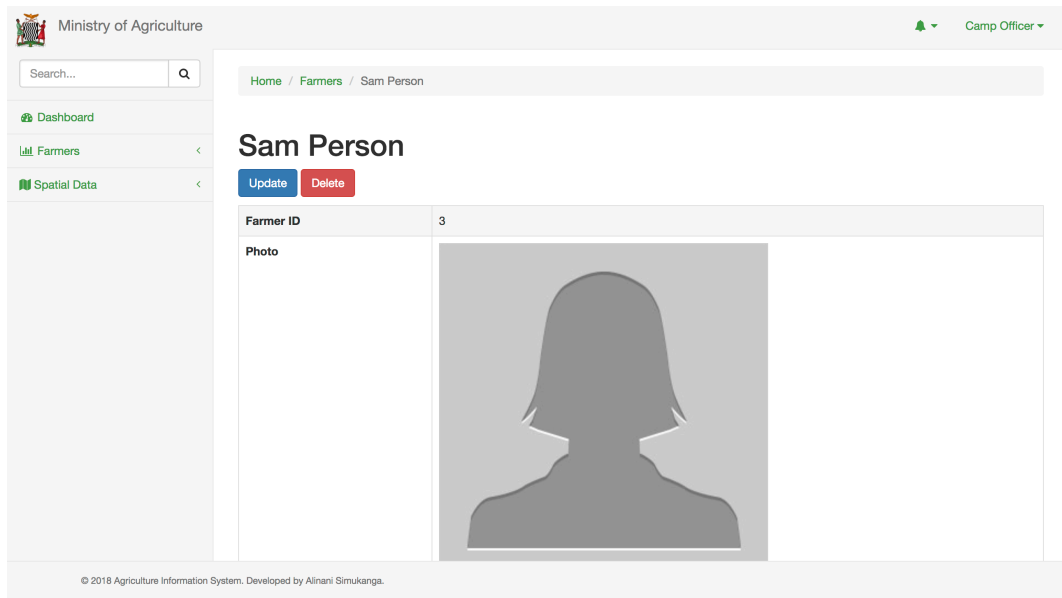 Ministry of Agriculture
Camp Officer
Search...
Home / Farmers / Sam Person
Dashboard
Farmers
Spatial Data
Sam Person
Update Delete
Farmer ID 3
Photo
© 2018 Agriculture Information System. Developed by Alinani Simukanga.